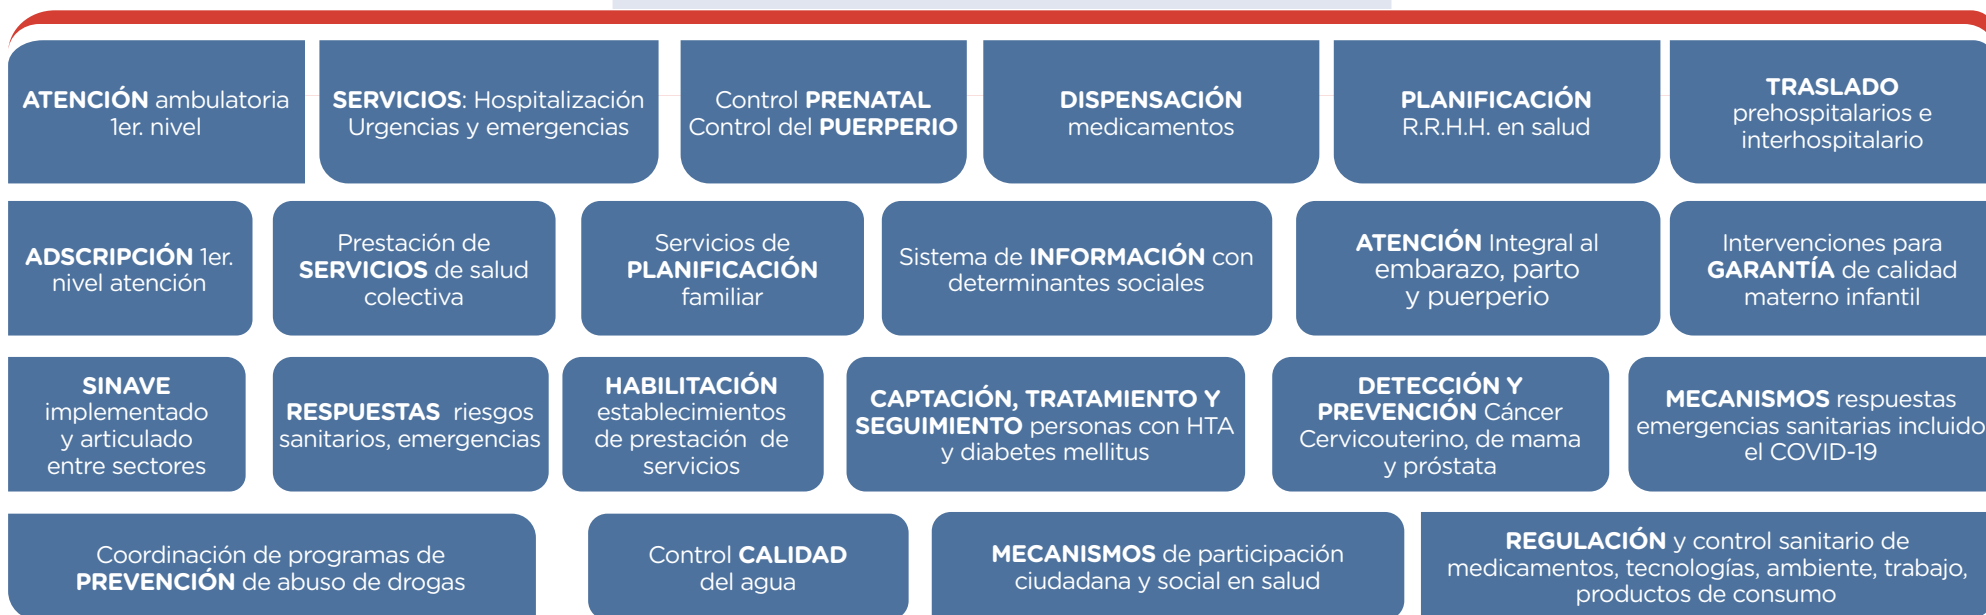 ATENCIÓN ambulatoria
1er. nivel
SERVICIOS: Hospitalización
Urgencias y emergencias
Control PRENATAL
Control del PUERPERIO
DISPENSACIÓN
medicamentos
PLANIFICACIÓN
R.R.H.H. en salud
TRASLADO
prehospitalarios e
interhospitalario
ADSCRIPCIÓN 1er.
nivel atención
Prestación de
SERVICIOS de salud
colectiva
Servicios de
PLANIFICACIÓN
familiar
Sistema de INFORMACIÓN con
determinantes sociales
ATENCIÓN Integral al
embarazo, parto
y puerperio
Intervenciones para
GARANTÍA de calidad
materno infantil
SINAVE
implementado
y articulado
entre sectores
RESPUESTAS riesgos
sanitarios, emergencias
HABILITACIÓN
establecimientos
de prestación de
servicios
CAPTACIÓN, TRATAMIENTO Y
SEGUIMIENTO personas con HTA
y diabetes mellitus
DETECCIÓN Y
PREVENCIÓN Cáncer
Cervicouterino, de mama
y próstata
MECANISMOS respuestas
emergencias sanitarias incluido
el COVID-19
Coordinación de programas de
PREVENCIÓN de abuso de drogas
Control CALIDAD
del agua
MECANISMOS de participación
ciudadana y social en salud
REGULACIÓN y control sanitario de
medicamentos, tecnologías, ambiente, trabajo,
productos de consumo